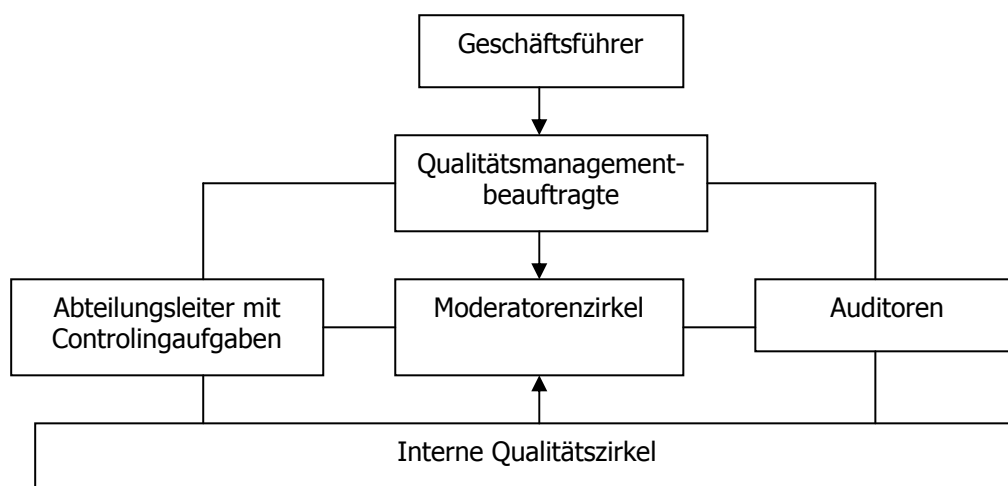 Geschäftsführer
Qualitätsmanagement-
beauftragte
Abteilungsleiter mit
Controlingaufgaben
Moderatorenzirkel
Auditoren
Interne Qualitätszirkel